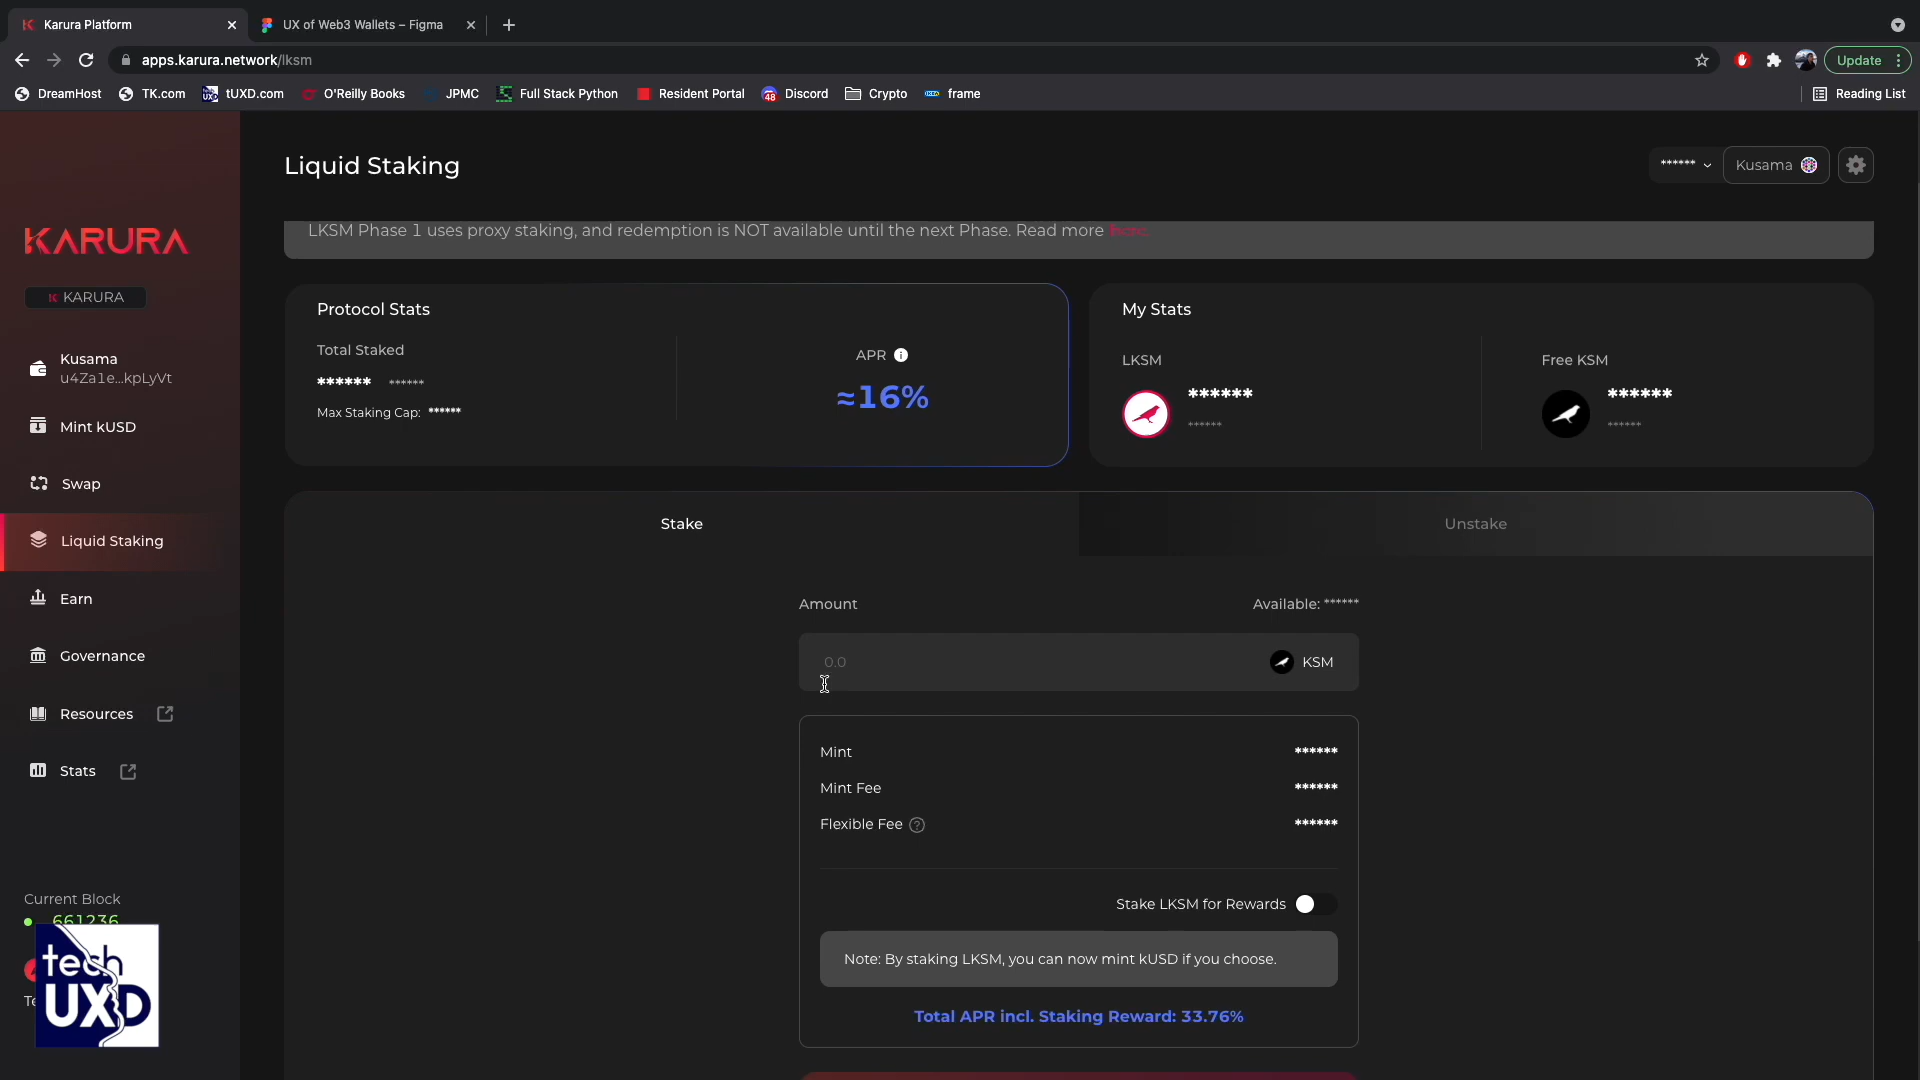 Karura Platform
UX of Web3 Wallets – Figma
apps.karura.network/lksm
Update
DreamHost
TK.com
tUXD.com
O'Reilly Books
JPMC
Full Stack Python
Resident Portal
48
Discord
Crypto
frame
Reading List
Liquid Staking
******
Kusama
KARURA
LKSM Phase 1 uses proxy staking, and redemption is NOT available until the next Phase. Read more here.
KARURA
Kusama
u4Za1e...kpLyVt
Mint kUSD
Swap
Liquid Staking
Earn
Governance
Resources
Stats
Protocol Stats
Total Staked
****** ******
Max Staking Cap: ******
APR
≈16%
My Stats
LKSM
******
******
Free KSM
******
******
Stake
Unstake
Amount
Available: ******
0.0
KSM
Mint
******
Mint Fee
******
Flexible Fee
******
Stake LKSM for Rewards
Note: By staking LKSM, you can now mint kUSD if you choose.
Total APR incl. Staking Reward: 33.76%
Current Block
661236
tech
UXD